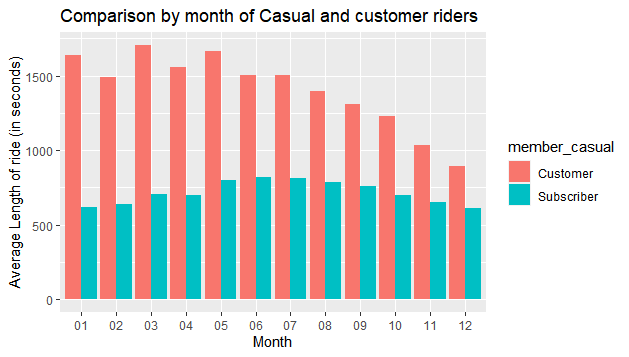 Comparison by month of Casual and customer riders
Average Length of ride (in seconds)
1500
1000
500
0
01 02 03 04 05 06 07 08 09 10 11 12
Month
member_casual
Customer
Subscriber